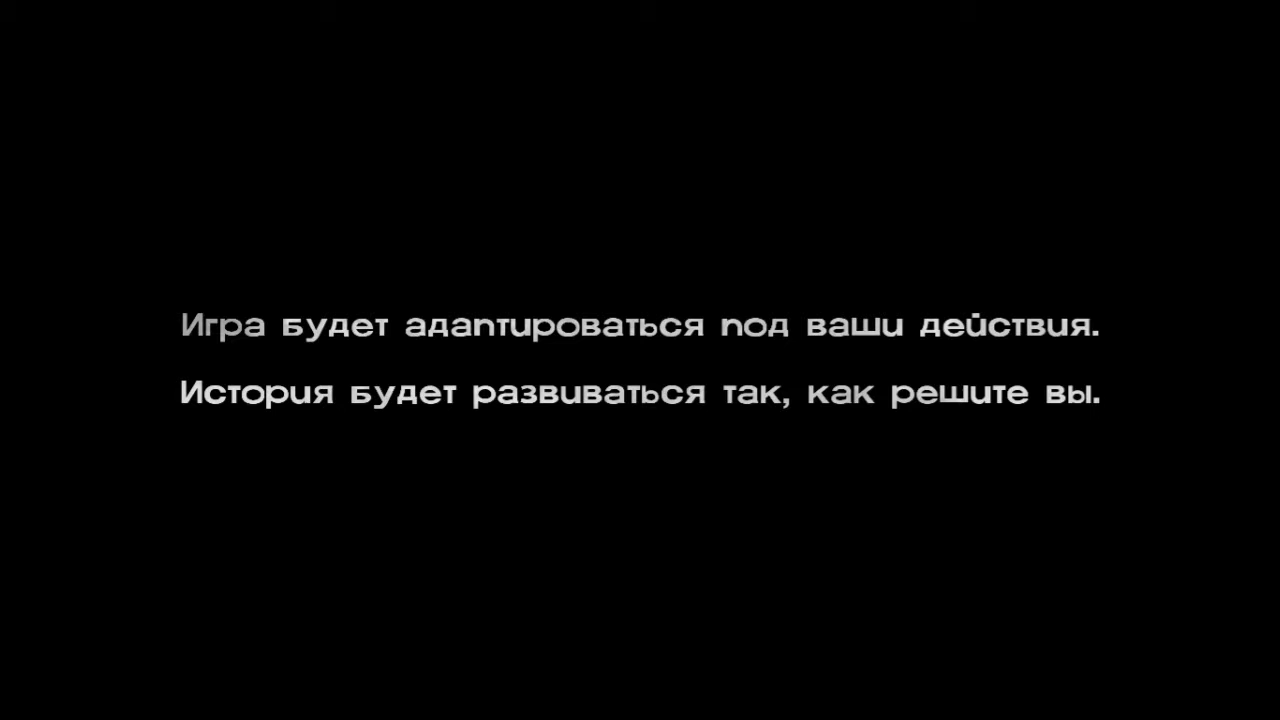 Игра будет адаптироваться под ваши действия.
История будет развиваться так, как решите вы.